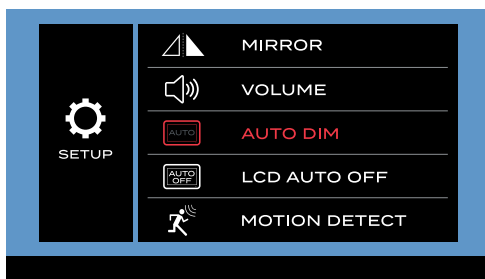 MIRROR
VOLUME
AUTO
AUTO DIM
SETUP
AUTO
OFF
LCD AUTO OFF
MOTION DETECT